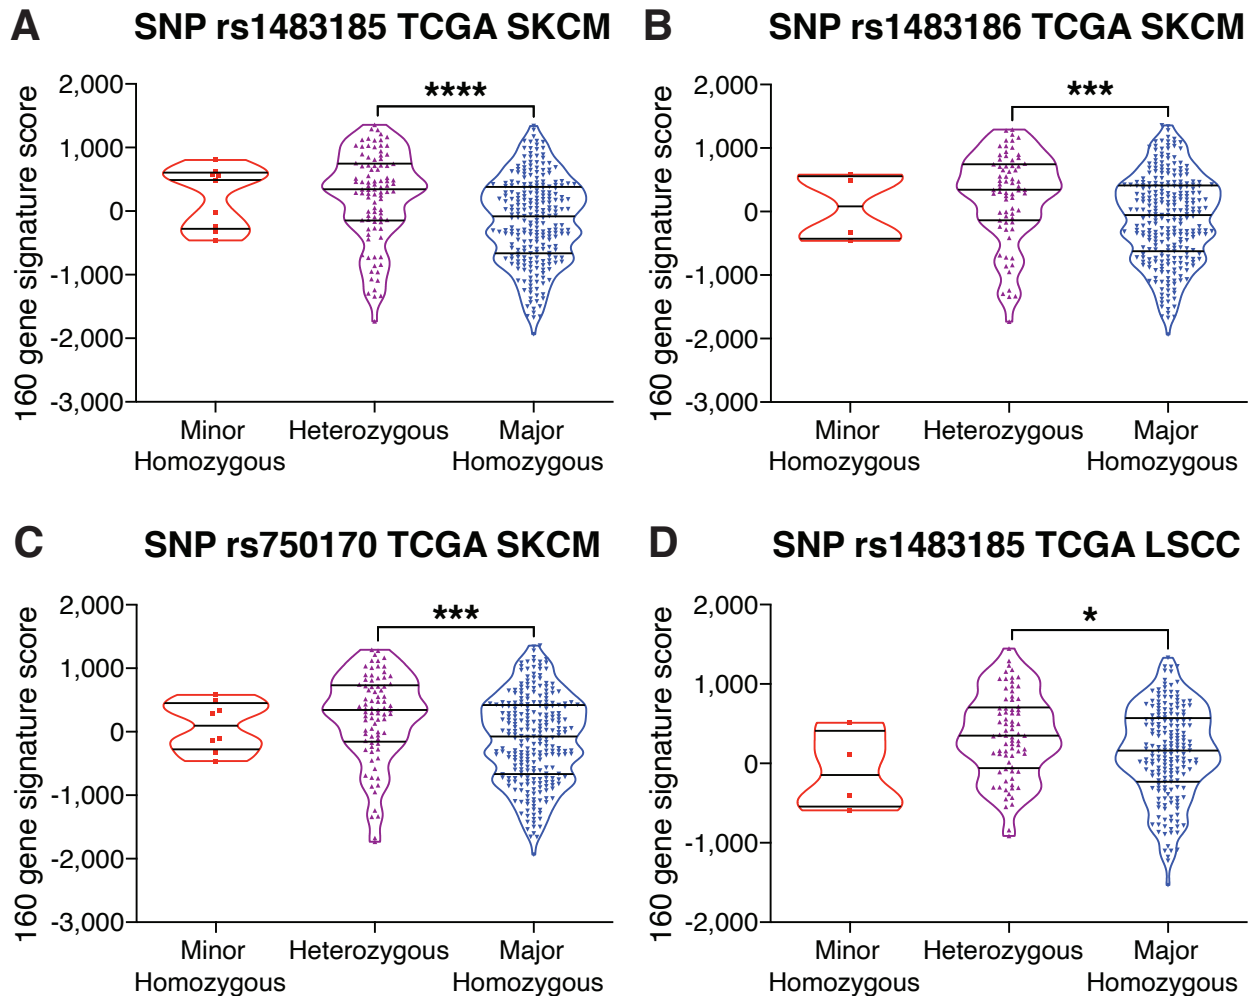 A SNP rs1483185 TCGA SKCM
160 gene signature score
2,000
1,000
0
-1,000
-2,000
-3,000
****
Minor
Homozygous
Heterozygous
Major
Homozygous
B SNP rs1483186 TCGA SKCM
160 gene signature score
2,000
1,000
0
-1,000
-2,000
-3,000
***
Minor
Homozygous
Heterozygous
Major
Homozygous
C SNP rs750170 TCGA SKCM
160 gene signature score
2,000
1,000
0
-1,000
-2,000
-3,000
***
Minor
Homozygous
Heterozygous
Major
Homozygous
D SNP rs1483185 TCGA LSCC
160 gene signature score
2,000
1,000
0
-1,000
-2,000
*
Minor
Homozygous
Heterozygous
Major
Homozygous